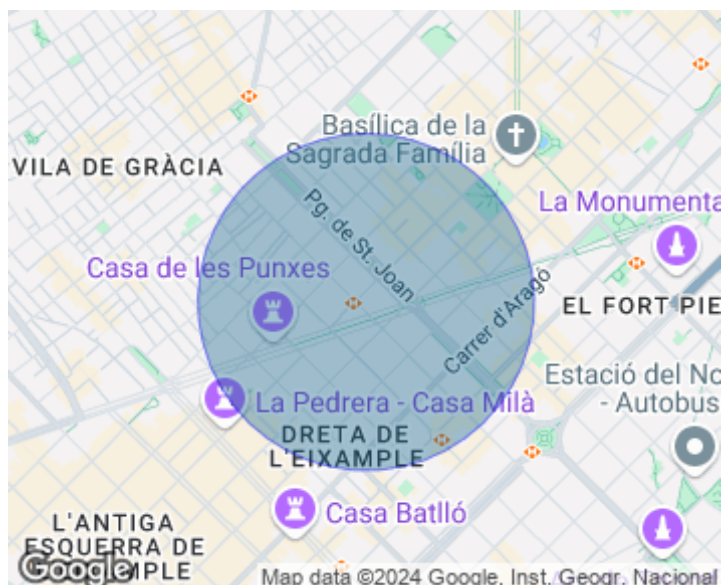 Basílica de la
Sagrada Família
VILA DE GRÀCIA
Pg. de St. Joan
La Monumenta
Casa de les Punxes
EL FORT PIE
Carrer d'Aragó
Estació del No
- Autobus
La Pedrera - Casa Milà
DRETA DE
L'EIXAMPLE
Casa Batlló
L'ANTIGA
ESQUERRA DE
MPLE
Google
Map data ©2024 Google, Inst. Geogr. Nacional